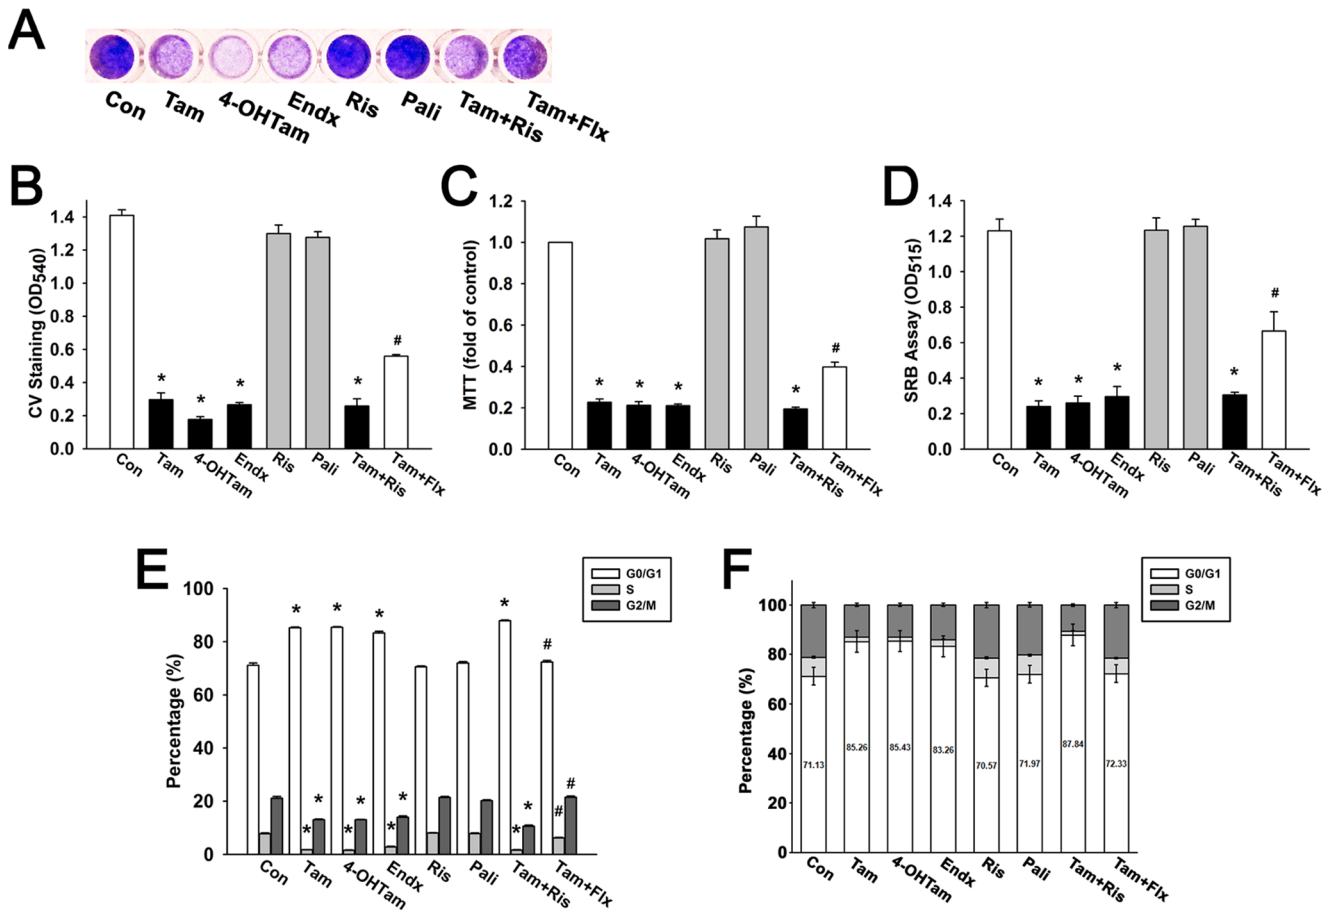 A
Con Tam 4-OHTam Endx Ris Pali Tam+Ris Tam+Flx
B
CV Staining (OD540)
1.4
1.2
1.0
0.8
0.6
0.4
0.2
0.0
* * * * #
Con Tam 4-OHTam Endx Ris Pali Tam+Ris Tam+Flx
C
MTT (fold of control)
1.2
1.0
0.8
0.6
0.4
0.2
0.0
* * * * #
Con Tam 4-OHTam Endx Ris Pali Tam+Ris Tam+Flx
D
SRB Assay (OD515)
1.4
1.2
1.0
0.8
0.6
0.4
0.2
0.0
* * * * #
Con Tam 4-OHTam Endx Ris Pali Tam+Ris Tam+Flx
E
G0/G1
S
G2/M
Percentage (%)
100
80
60
40
20
0
* * * * #
* * * * #
* * * * #
Con Tam 4-OHTam Endx Ris Pali Tam+Ris Tam+Flx
F
G0/G1
S
G2/M
Percentage (%)
100
80
60
40
20
0
71.13 85.26 85.43 83.26 70.57 71.97 87.84 72.33
Con Tam 4-OHTam Endx Ris Pali Tam+Ris Tam+Flx